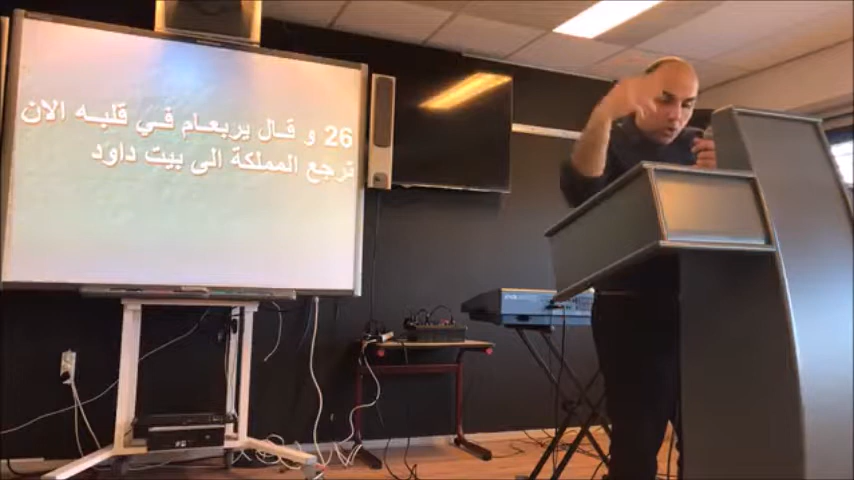 26 و قال يربعام في قلبه الان
ترجع المملكة الى بيت داود